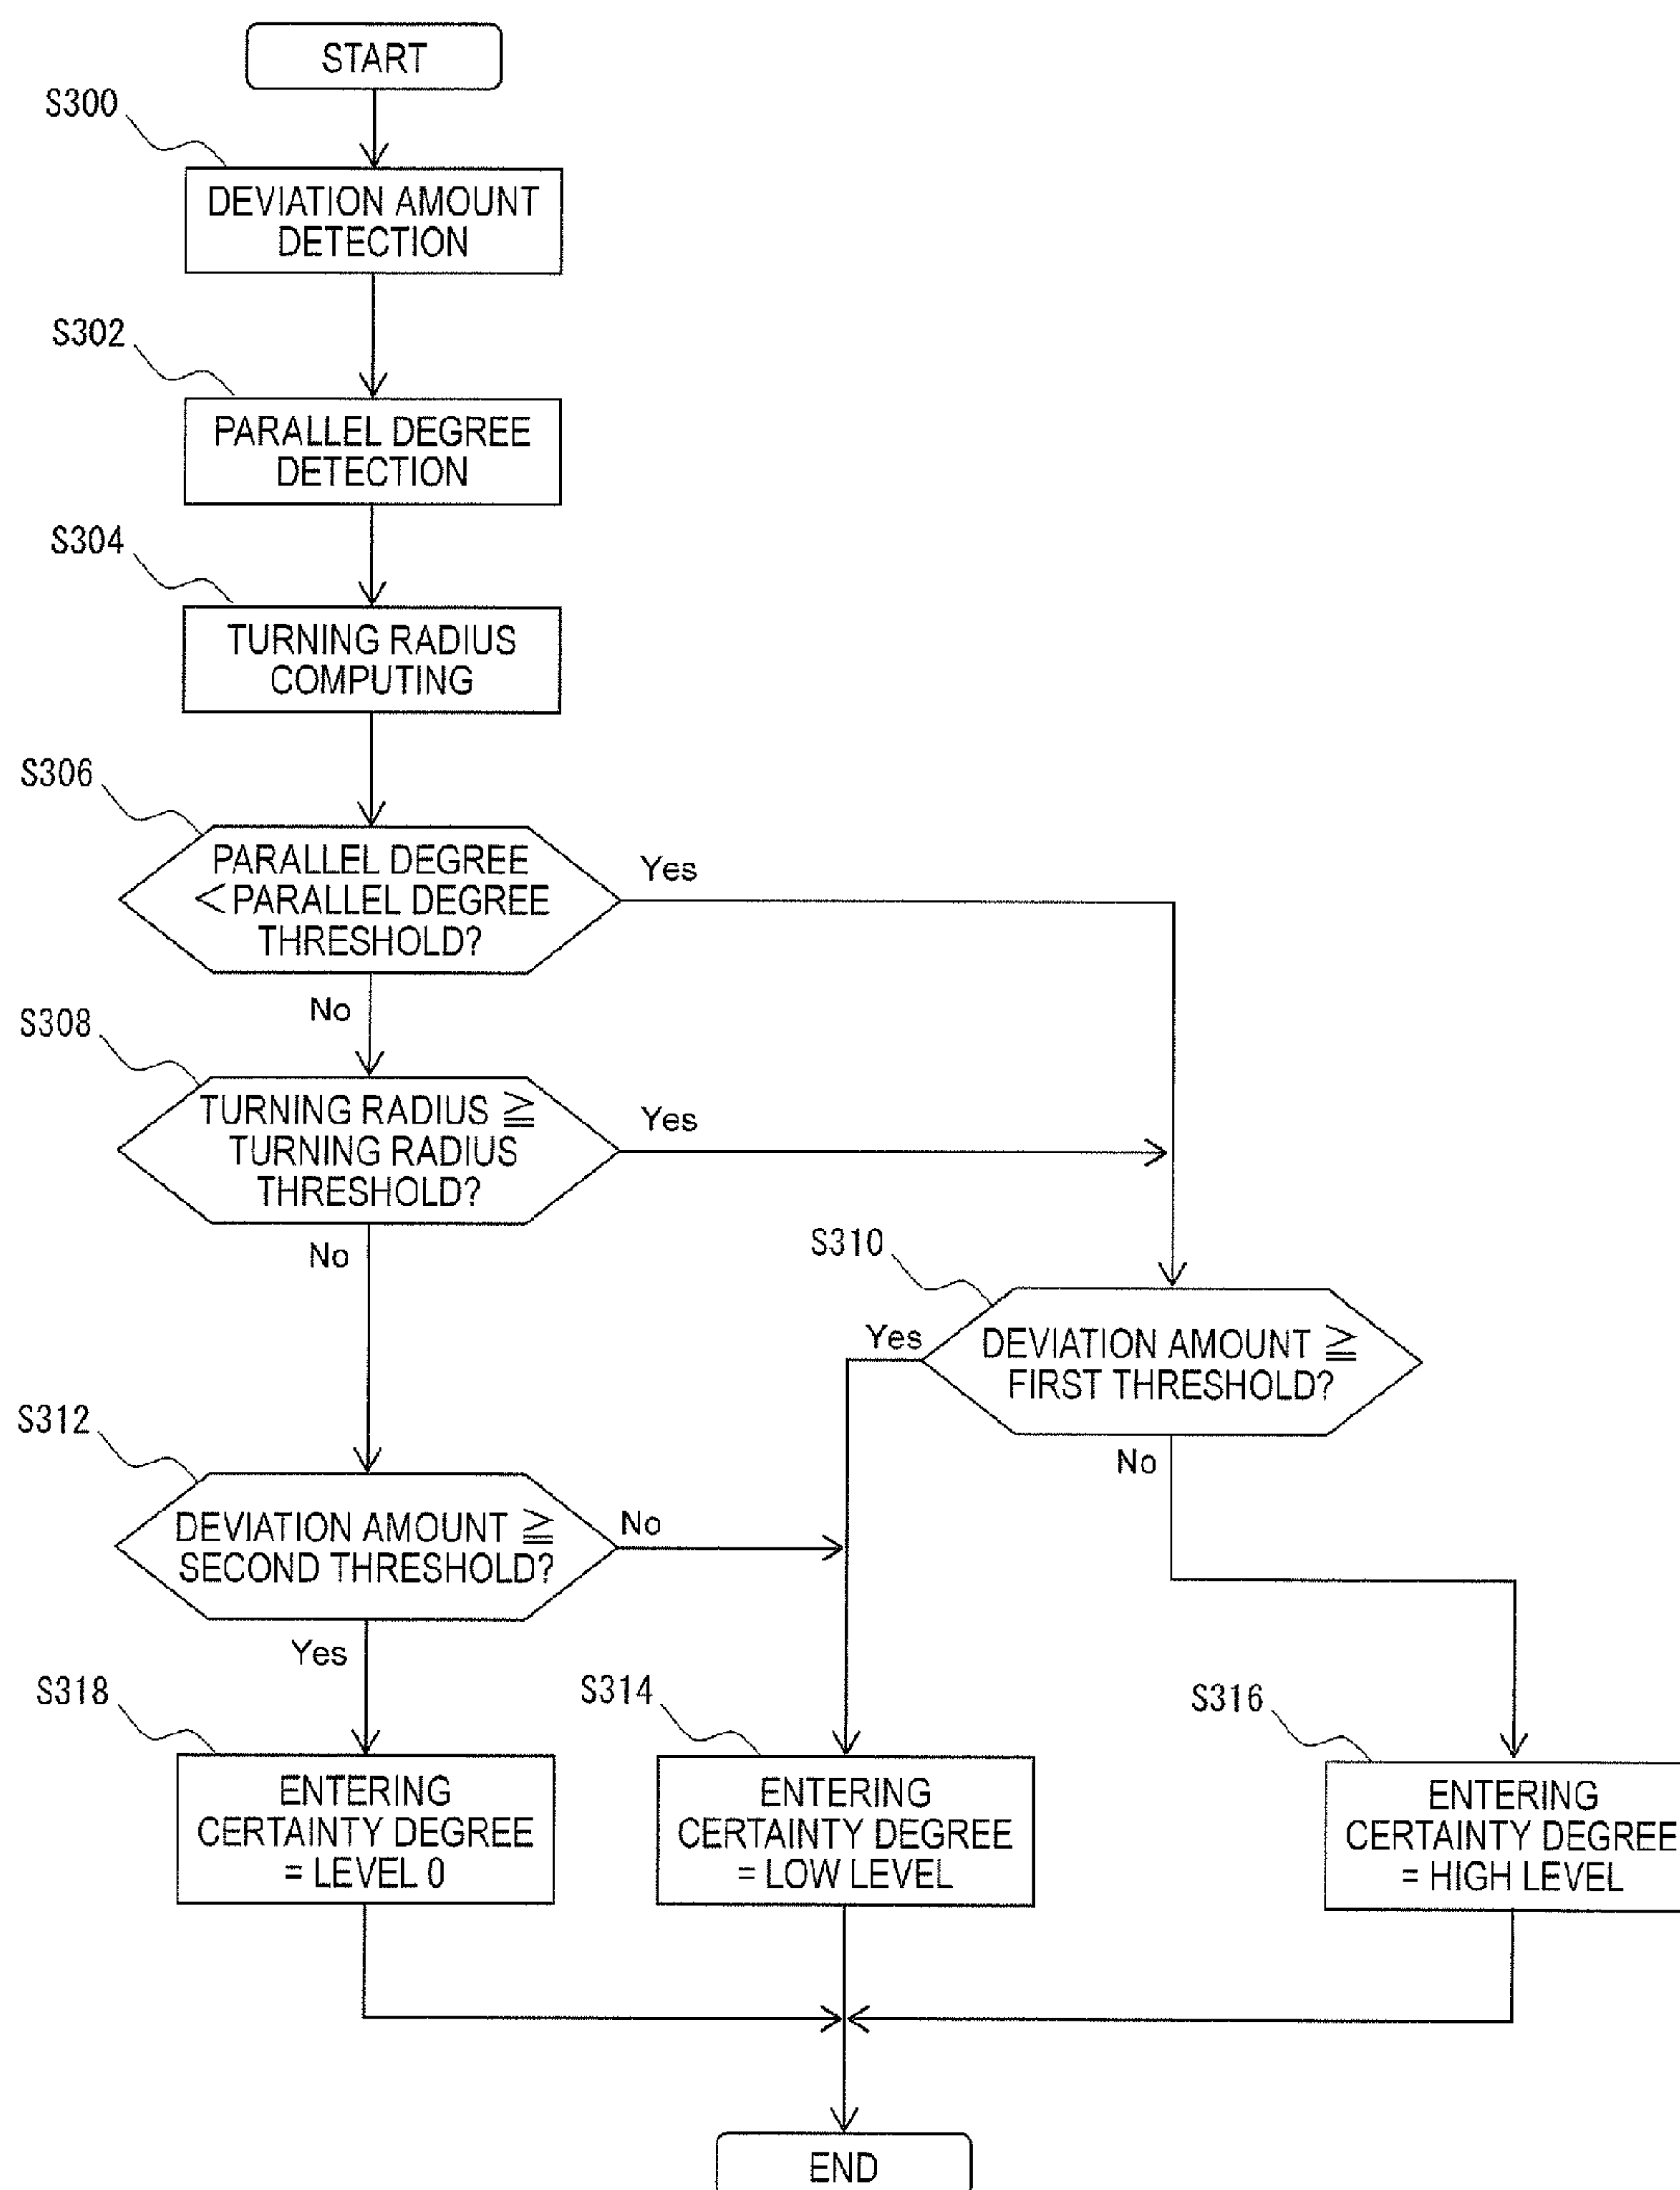 START
S300
DEVIATION AMOUNT
DETECTION
S302
PARALLEL DEGREE
DETECTION
S304
TURNING RADIUS
COMPUTING
S306
PARALLEL DEGREE
<PARALLEL DEGREE
THRESHOLD?
Yes
No
S308
TURNING RADIUS ≧
TURNING RADIUS
THRESHOLD?
Yes
No
S310
DEVIATION AMOUNT ≧
FIRST THRESHOLD?
Yes
No
S312
DEVIATION AMOUNT ≧
SECOND THRESHOLD?
No
Yes
S318
ENTERING
CERTAINTY DEGREE
= LEVEL 0
S314
ENTERING
CERTAINTY DEGREE
= LOW LEVEL
S316
ENTERING
CERTAINTY DEGREE
= HIGH LEVEL
END